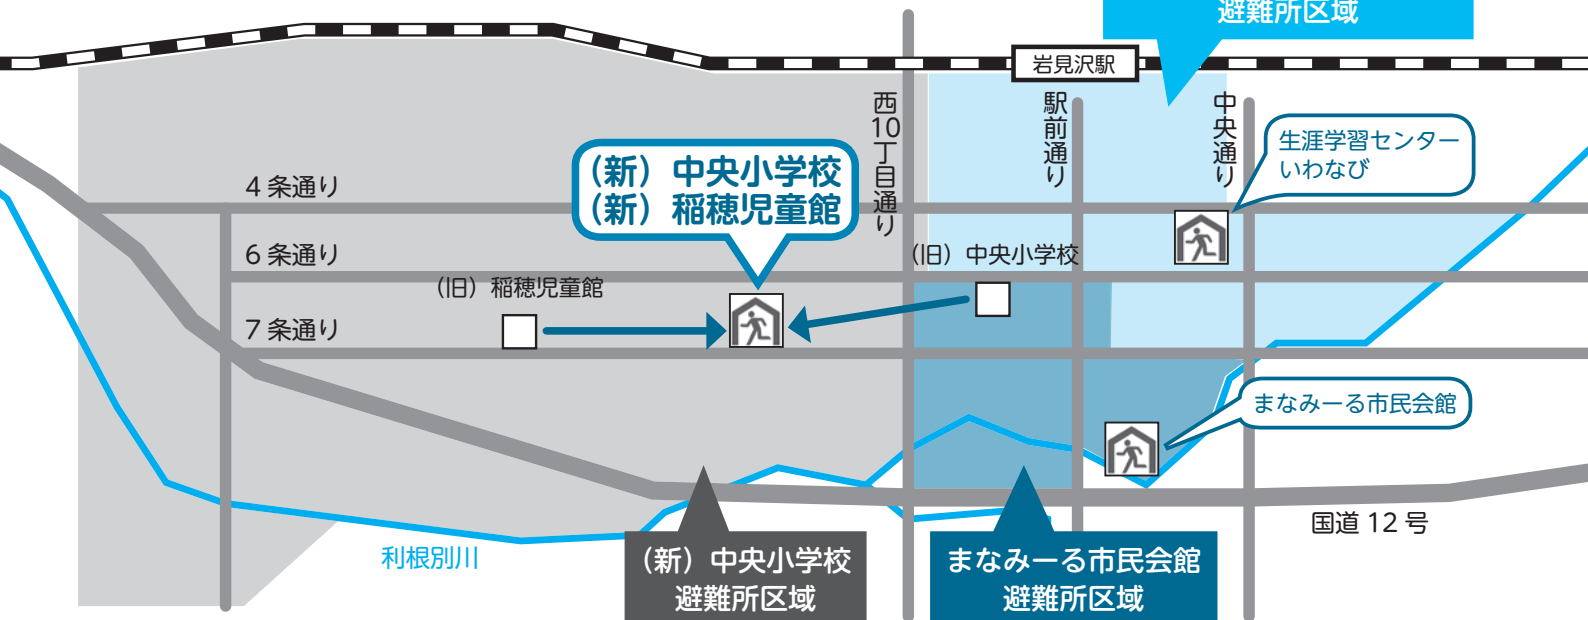 避難所区域
岩見沢駅
西10丁目通り
駅前通り
中央通り
生涯学習センター
いわなび
(新)中央小学校
(新)稲穂児童館
4条通り
6条通り
(旧)中央小学校
(旧)稲穂児童館
7条通り
まなみーる市民会館
国道12号
利根別川
(新)中央小学校
避難所区域
まなみーる市民会館
避難所区域